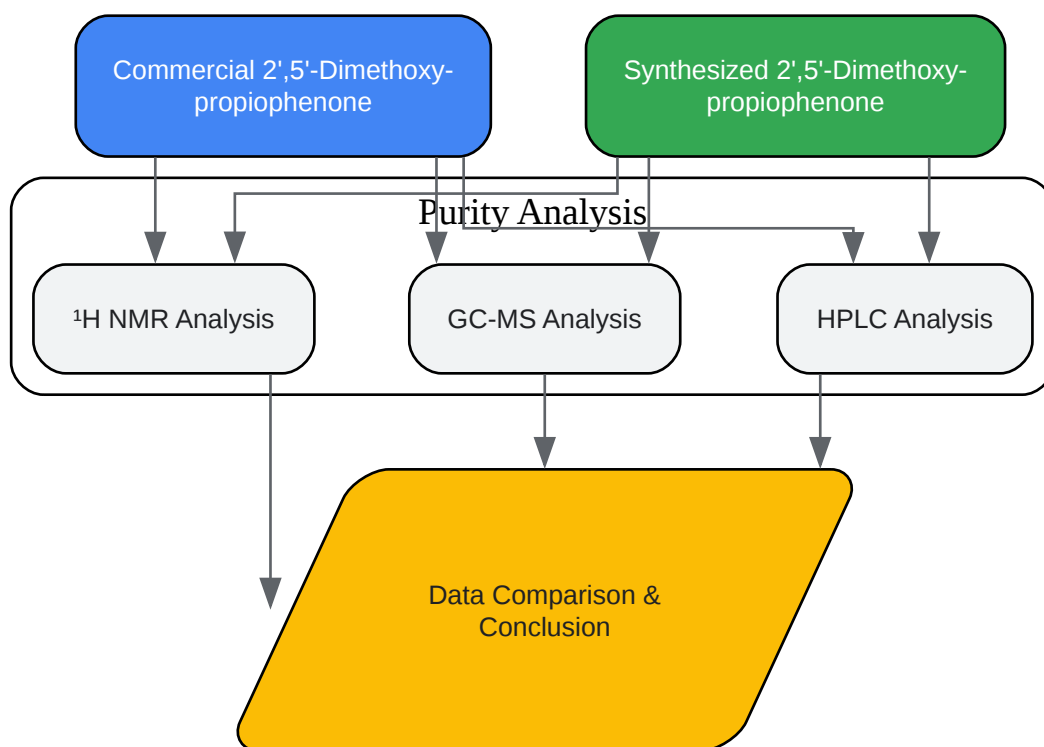 Commercial 2',5'-Dimethoxy-
propiophenone
Synthesized 2',5'-Dimethoxy-
propiophenone
Purity Analysis
¹H NMR Analysis
GC-MS Analysis
HPLC Analysis
Data Comparison &
Conclusion